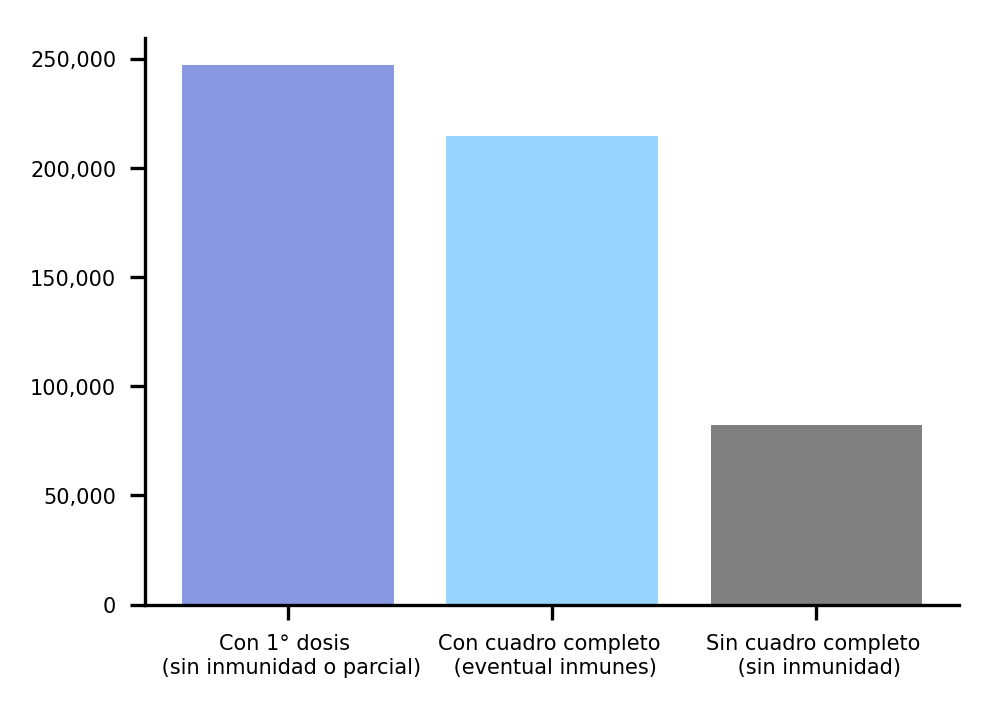 250,000
200,000
150,000
100,000
50,000
0
Con 1° dosis
(sin inmunidad o parcial)
Con cuadro completo
(eventual inmunes)
Sin cuadro completo
(sin inmunidad)